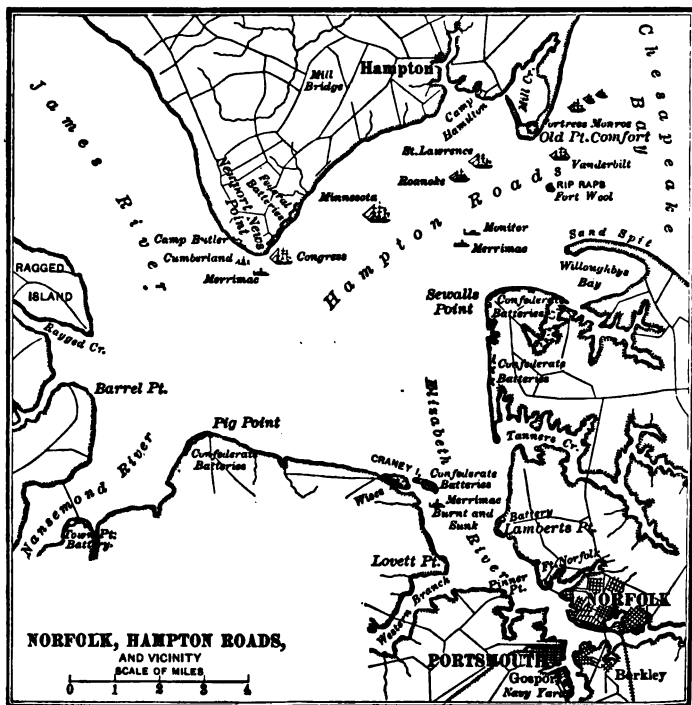 Chesapeake Bay
James River
Mill Bridge
Hampton
Mill Cr.
Camp Hamilton
Fortress Monroe
Old Pt. Comfort
St. Lawrence
Vanderbilt
Roanoke
RIP RAPS
Fort Wool
Minnesota
Federal Batteries
Newport News Point
Hampton Roads
Monitor
Merrimac
Sand Spit
Camp Butler
Cumberland
Congress
Merrimac
Willoughbys Bay
RAGGED
ISLAND
Ragged Cr.
Sewalls Point
Confederate Batteries
Confederate Batteries
Barrel Pt.
Elizabeth River
Pig Point
Tanners Cr.
Confederate Batteries
Nansemond River
CRANEY I.
Confederate Batteries
Wises
Merrimac
Burnt and
Sunk
Battery
Lamberts Pt.
Town Pt.
Battery
Lovett Pt.
Ft. Norfolk
Pinner Pt.
Western Branch
NORFOLK
NORFOLK, HAMPTON ROADS,
AND VICINITY
SCALE OF MILES
0 1 2 3 4
PORTSMOUTH
Gosport
Navy Yard
Berkley